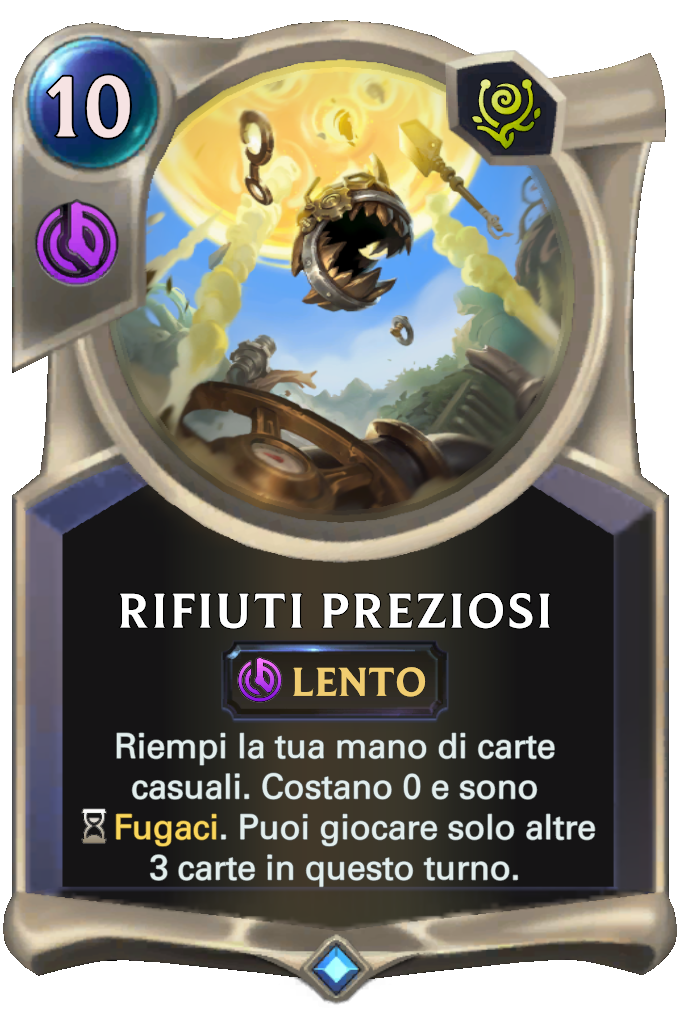 10
RIFIUTI PREZIOSI
LENTO
Riempi la tua mano di carte
casuali. Costano 0 e sono
Fugaci. Puoi giocare solo altre
3 carte in questo turno.